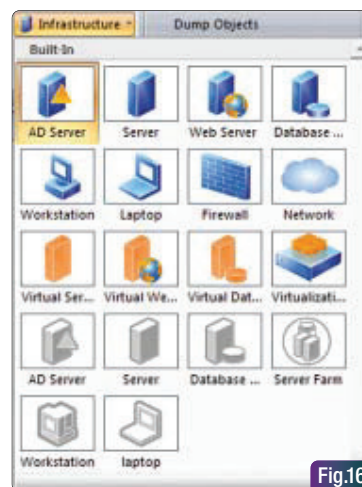 Infrastructure Dump Objects
Built-In
AD Server Server Web Server Database ...
Workstation Laptop Firewall Network
Virtual Ser... Virtual We... Virtual Dat... Virtualizati...
AD Server Server Database ... Server Farm
Workstation laptop
Fig.16